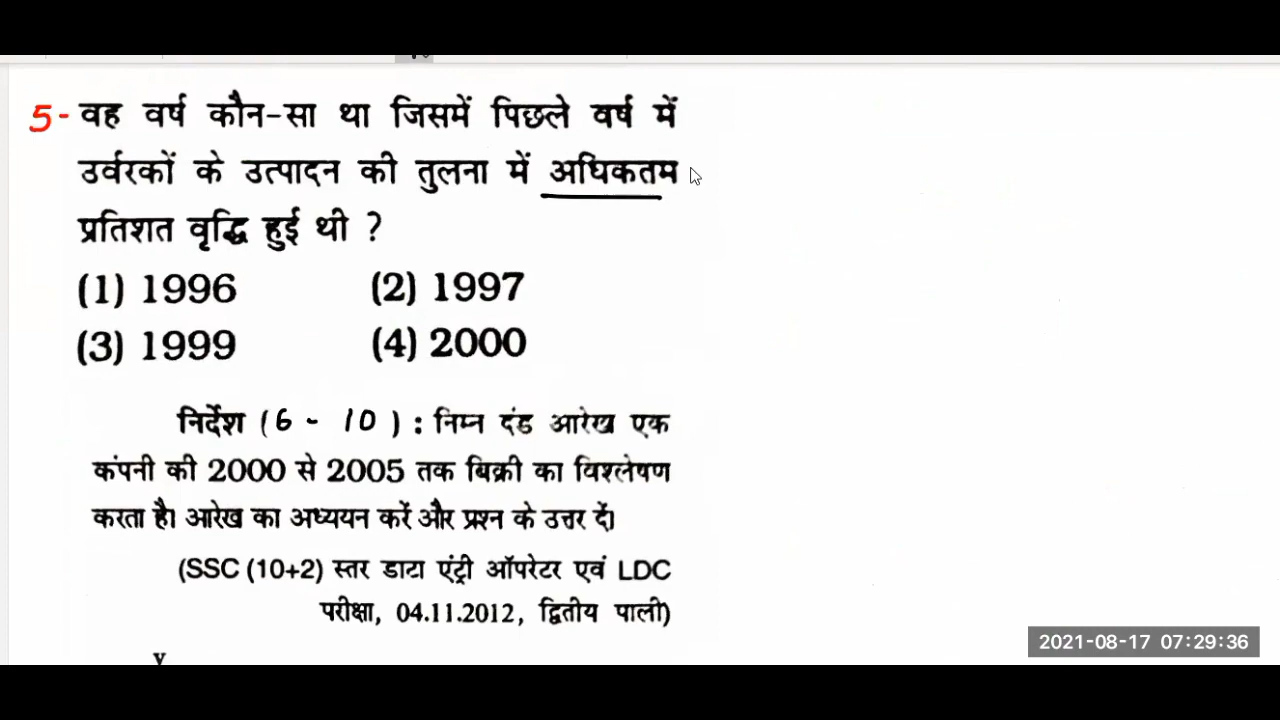 5- वह वर्ष कौन-सा था जिसमें पिछले वर्ष में
उर्वरकों के उत्पादन की तुलना में अधिकतम
प्रतिशत वृद्धि हुई थी ?
(1) 1996 (2) 1997
(3) 1999 (4) 2000
निर्देश (6 - 10) : निम्न दंड आरेख एक
कंपनी की 2000 से 2005 तक बिक्री का विश्लेषण
करता है। आरेख का अध्ययन करें और प्रश्न के उत्तर दें।
(SSC (10+2) स्तर डाटा एंट्री ऑपरेटर एवं LDC
परीक्षा, 04.11.2012, द्वितीय पाली)
2021-08-17 07:29:36